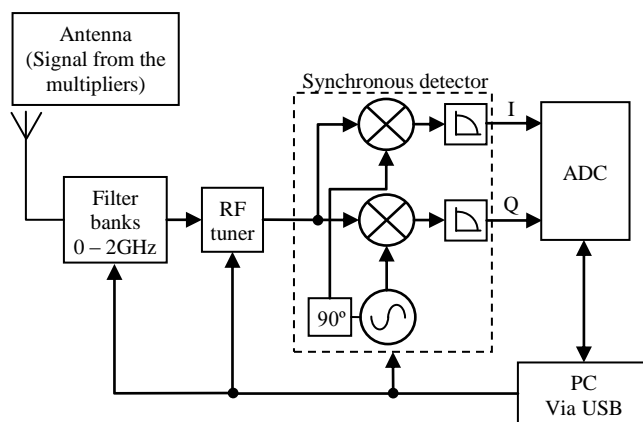 Antenna
(Signal from the
multipliers)
Synchronous detector
I
ADC
Filter
banks
0 – 2GHz
RF
tuner
Q
90º
PC
Via USB